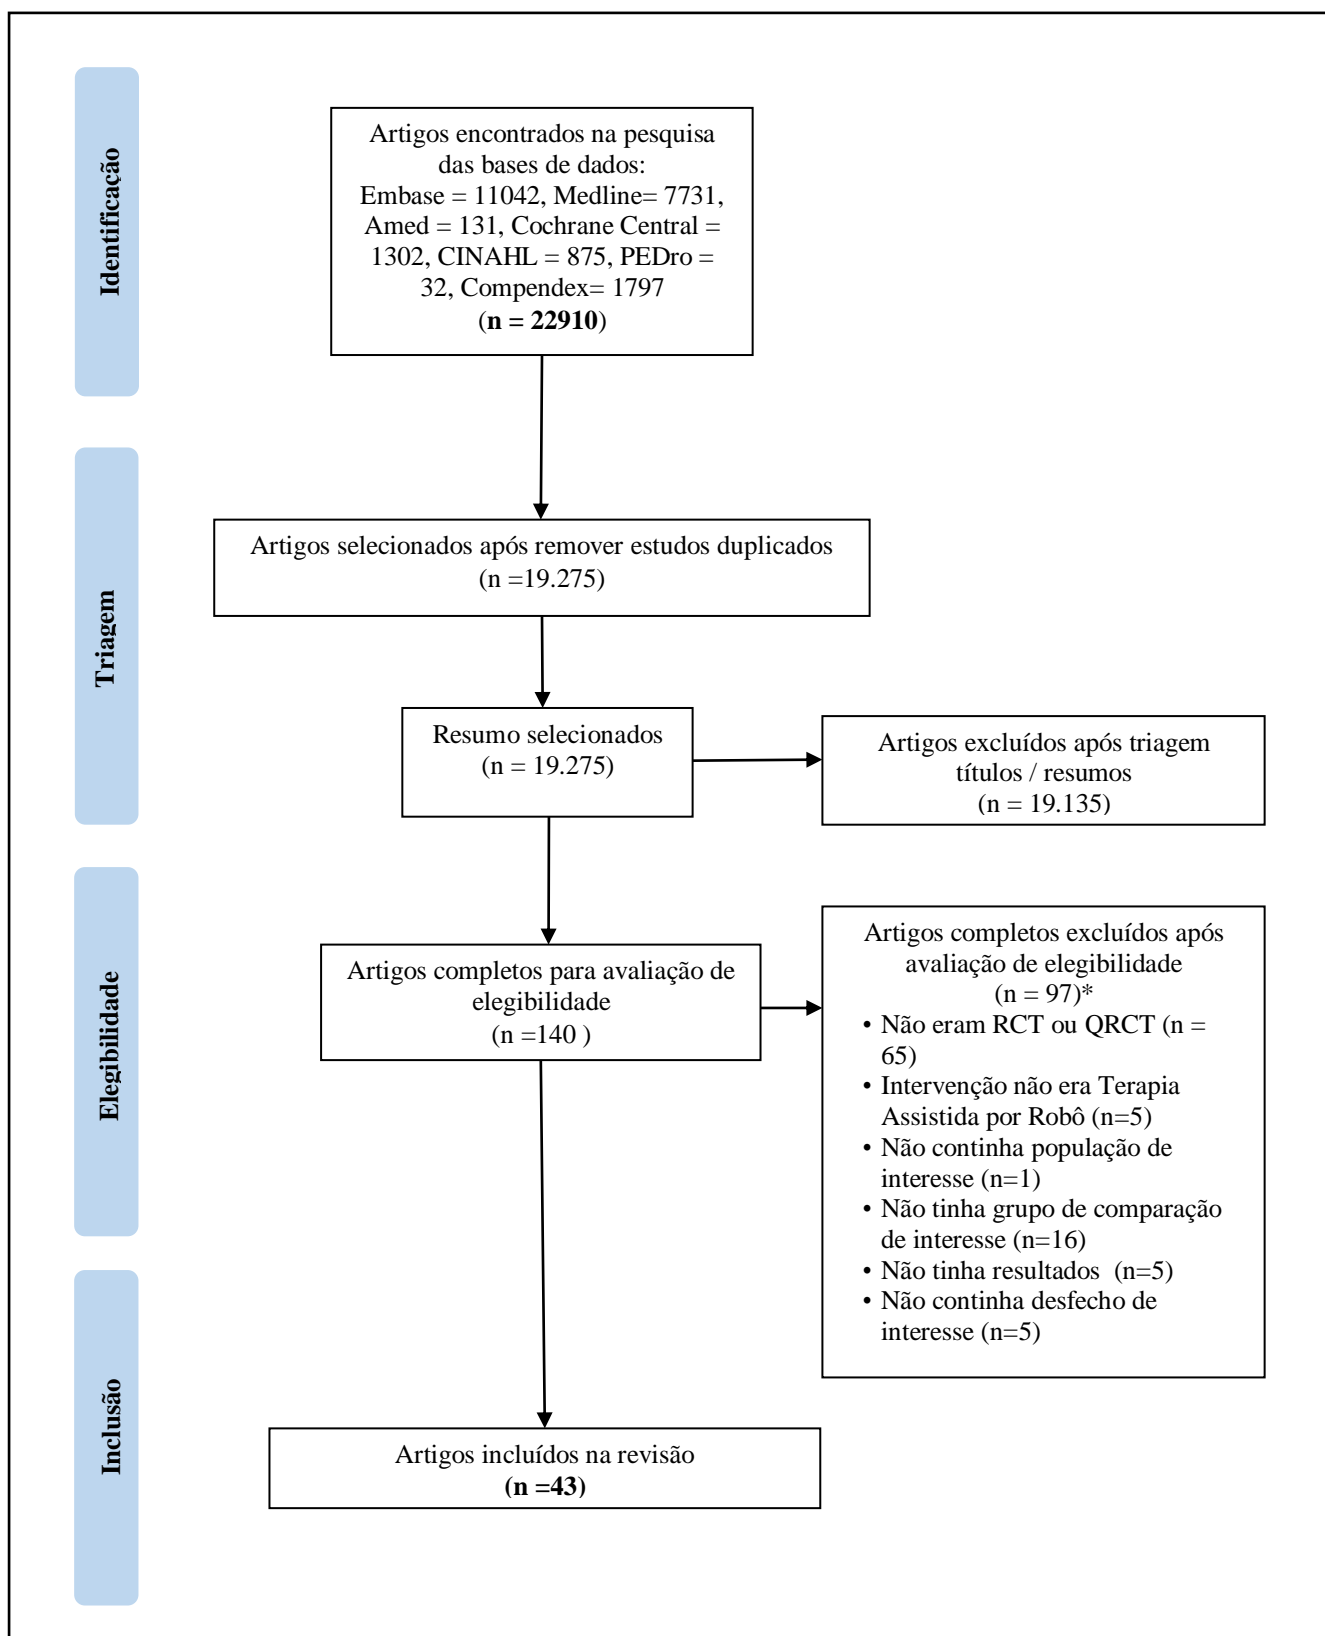 Identificação
Artigos encontrados na pesquisa
das bases de dados:
Embase = 11042, Medline= 7731,
Amed = 131, Cochrane Central =
1302, CINAHL = 875, PEDro =
32, Compendex= 1797
(n = 22910)
Triagem
Artigos selecionados após remover estudos duplicados
(n =19.275)
Resumo selecionados
(n = 19.275)
Artigos excluídos após triagem
títulos / resumos
(n = 19.135)
Elegibilidade
Artigos completos para avaliação de
elegibilidade
(n =140 )
Artigos completos excluídos após
avaliação de elegibilidade
(n = 97)*
• Não eram RCT ou QRCT (n =
65)
• Intervenção não era Terapia
Assistida por Robô (n=5)
• Não continha população de
interesse (n=1)
• Não tinha grupo de comparação
de interesse (n=16)
• Não tinha resultados  (n=5)
• Não continha desfecho de
interesse (n=5)
Inclusão
Artigos incluídos na revisão
(n =43)